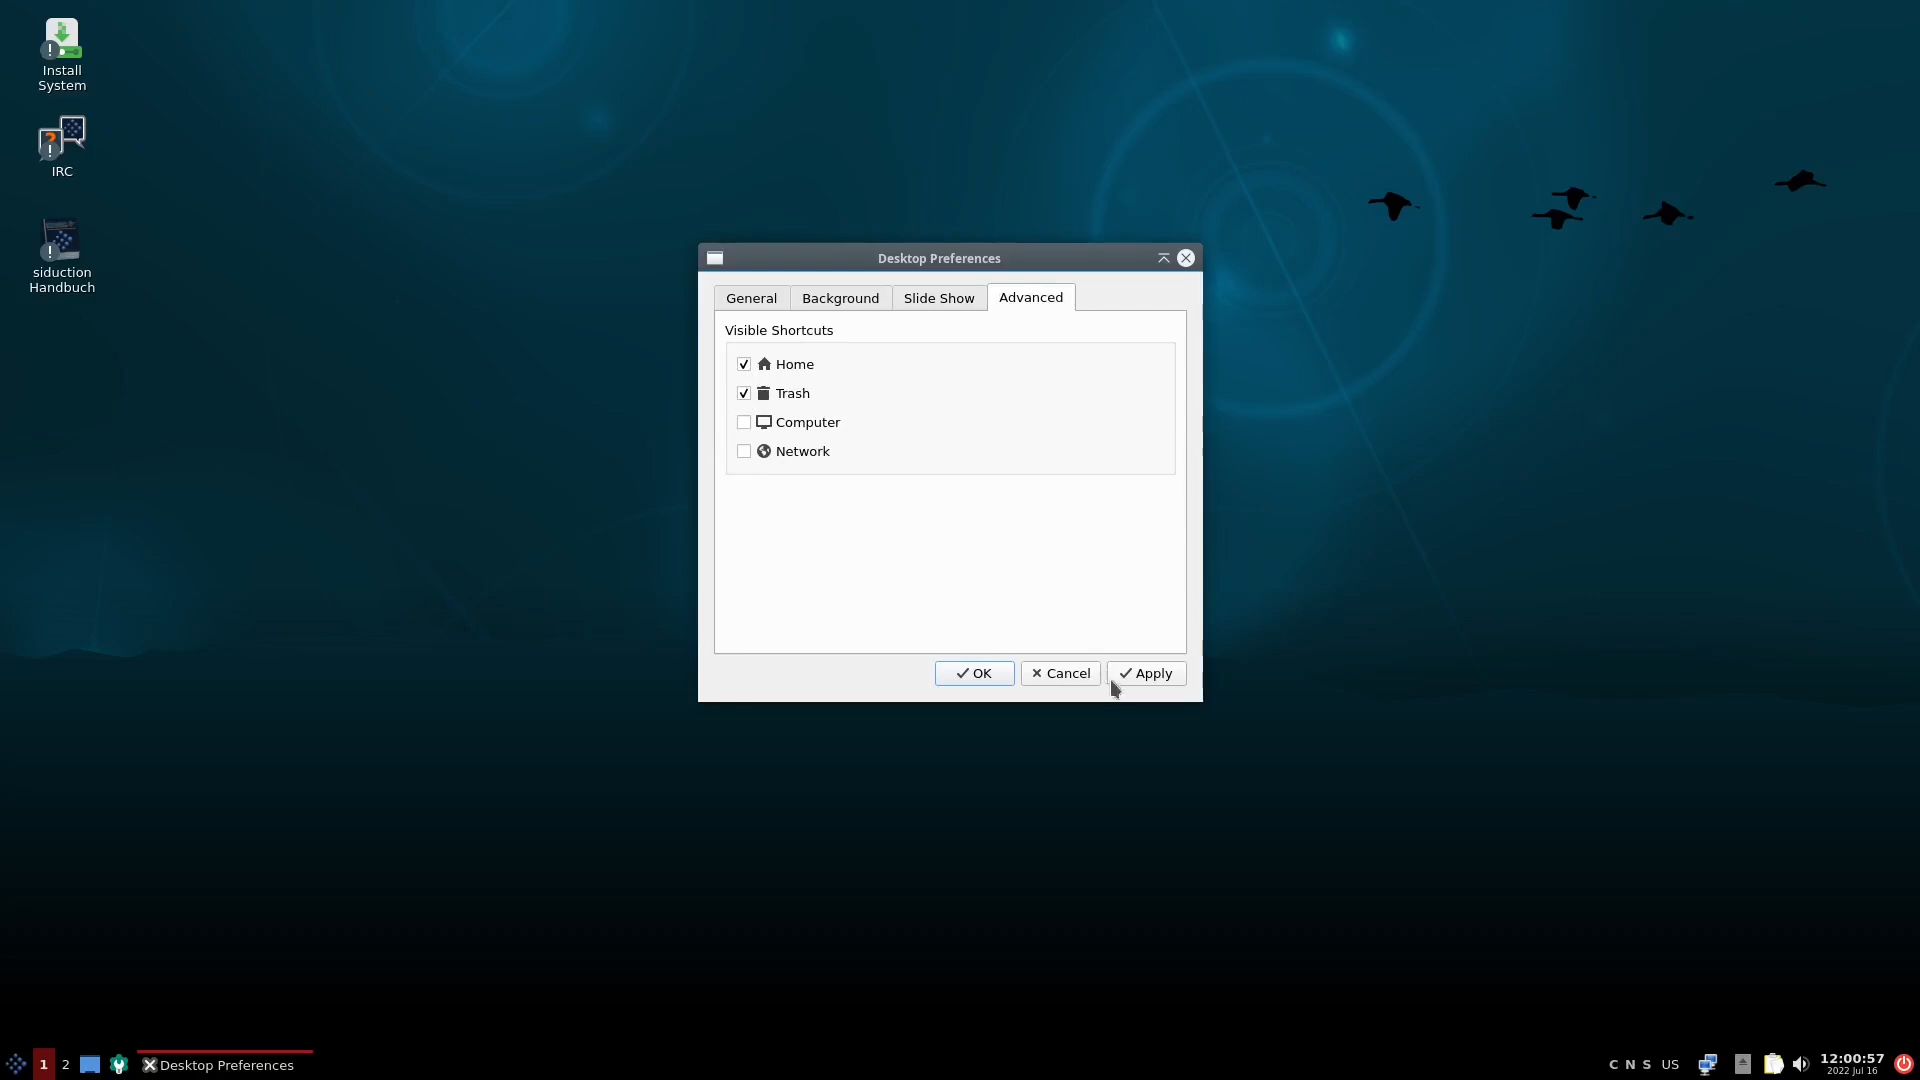 Install
System
IRC
siduction
Handbuch
Desktop Preferences
General Background Slide Show Advanced
Visible Shortcuts
Home
Trash
Computer
Network
OK Cancel Apply
1 2 Desktop Preferences
C N S US
12:00:57
2022 Jul 16